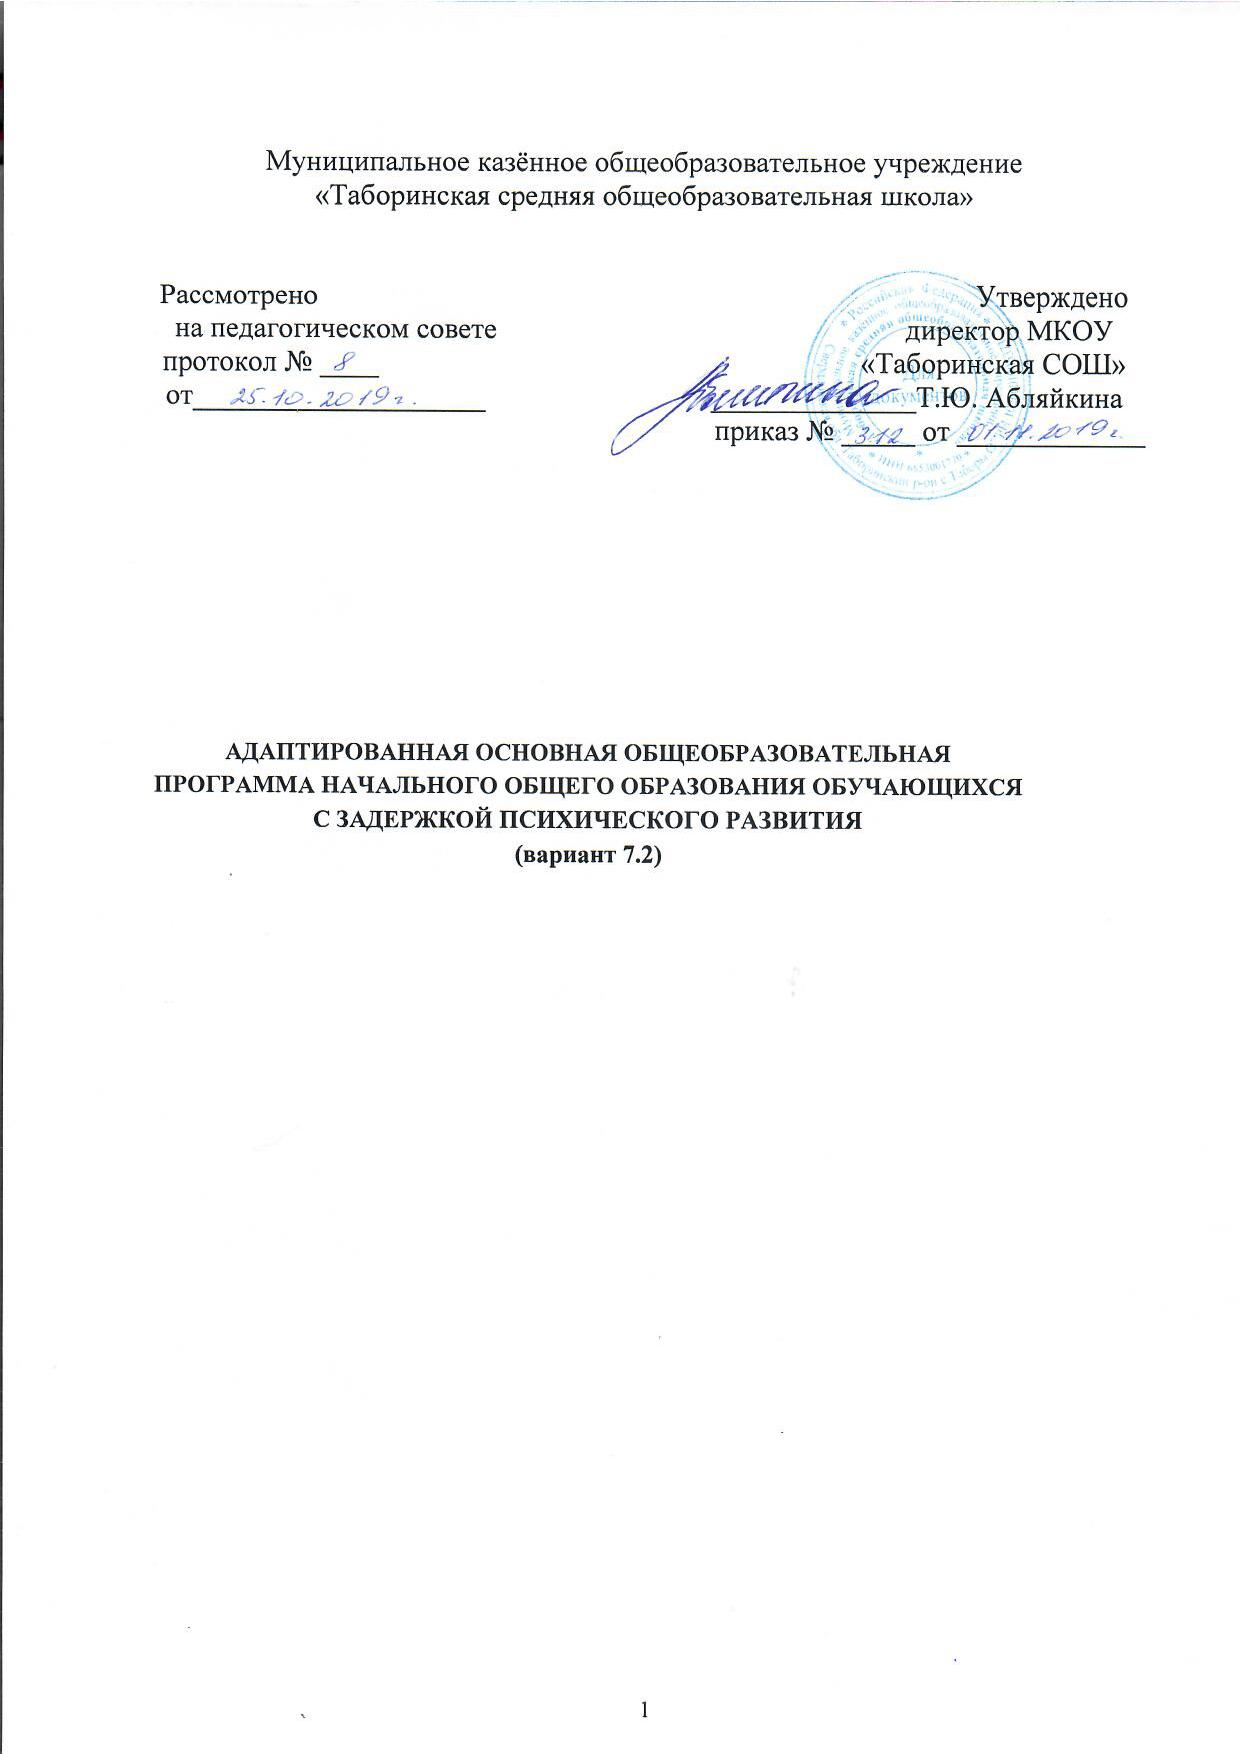 Муниципальное казённое общеобразовательное учреждение
«Таборинская средняя общеобразовательная школа»
Рассмотрено
на педагогическом совете
протокол № 8
от 25.10.2019г.
Утверждено
директор МКОУ
«Таборинская СОШ»
Т.Ю. Абляйкина
приказ № 312 от 01.11.2019г.
Для
документов
АДАПТИРОВАННАЯ ОСНОВНАЯ ОБЩЕОБРАЗОВАТЕЛЬНАЯ
ПРОГРАММА НАЧАЛЬНОГО ОБЩЕГО ОБРАЗОВАНИЯ ОБУЧАЮЩИХСЯ
С ЗАДЕРЖКОЙ ПСИХИЧЕСКОГО РАЗВИТИЯ
(вариант 7.2)
1